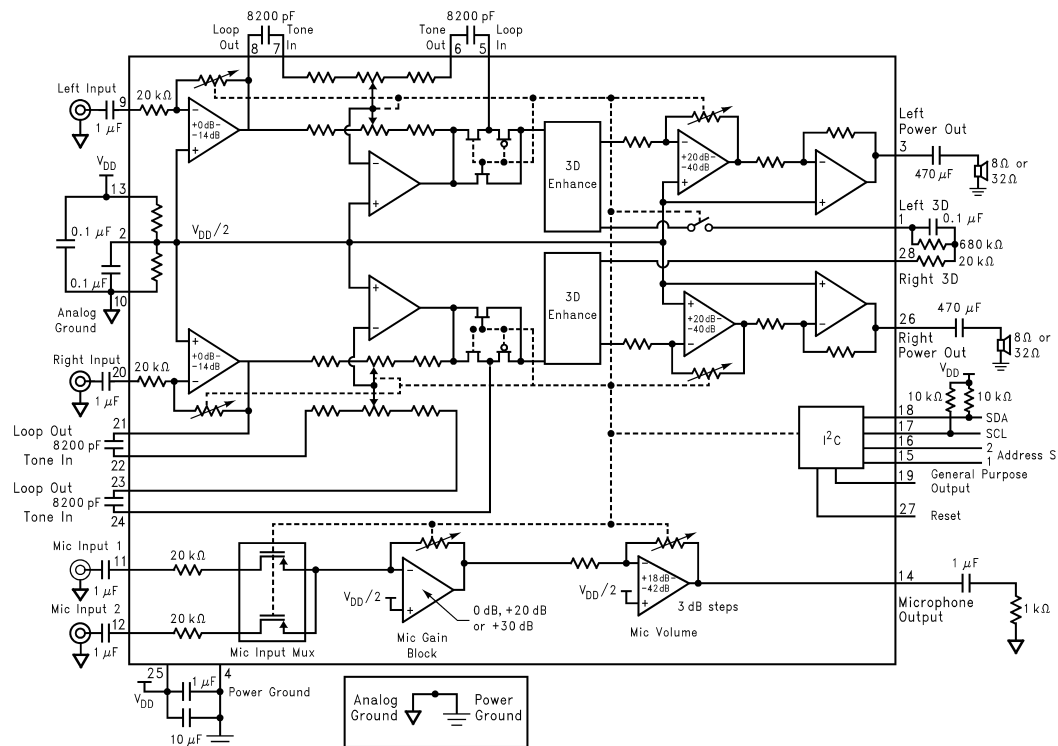 8200 pF
8200 pF
Loop Out
Tone In
Tone Out
Loop In
8
7
6
5
Left Input
9
20 kΩ
1 μF
+0dB-
-14dB
+20dB-
-40dB
3D
Enhance
Left
Power Out
3
470 μF
8Ω or
32Ω
V_DD
13
0.1 μF
2
V_DD/2
0.1 μF
10
Analog
Ground
Left 3D
1
0.1 μF
680 kΩ
28
20 kΩ
Right 3D
3D
Enhance
+20dB-
-40dB
+0dB-
-14dB
Right Input
20
20 kΩ
1 μF
470 μF
26
Right
Power Out
8Ω or
32Ω
V_DD
10 kΩ
10 kΩ
I²C
18
SDA
17
SCL
16
2
15
1
Address S
19
General Purpose
Output
27
Reset
21
Loop Out
8200 pF
Tone In
22
23
Loop Out
8200 pF
Tone In
24
Mic Input 1
11
20 kΩ
1 μF
Mic Input 2
12
20 kΩ
1 μF
Mic Input Mux
V_DD/2
0 dB, +20 dB
or +30 dB
Mic Gain
Block
V_DD/2
+18dB-
-42dB
3 dB steps
Mic Volume
14
1 μF
Microphone
Output
1 kΩ
25
4
V_DD
1 μF
Power Ground
10 μF
Analog
Ground
Power
Ground